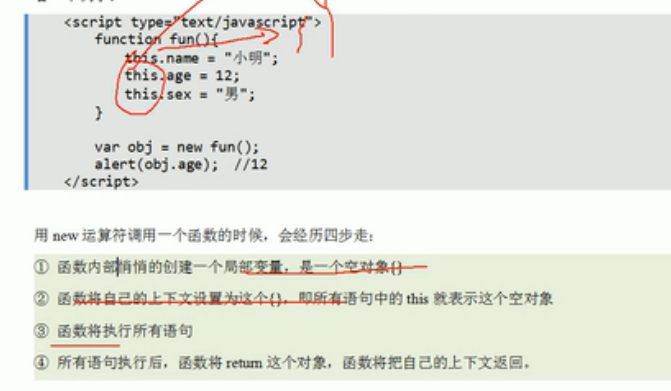 <script type="text/javascript">
function fun(){
this.name = "小明";
this.age = 12;
this.sex = "男";
}
var obj = new fun();
alert(obj.age);  //12
</script>
用 new 运算符调用一个函数的时候，会经历四步走：
① 函数内部悄悄的创建一个局部变量，是一个空对象{}
② 函数将自己的上下文设置为这个{}，即所有语句中的 this 就表示这个空对象
③ 函数将执行所有语句
④ 所有语句执行后，函数将 return 这个对象，函数将把自己的上下文返回。